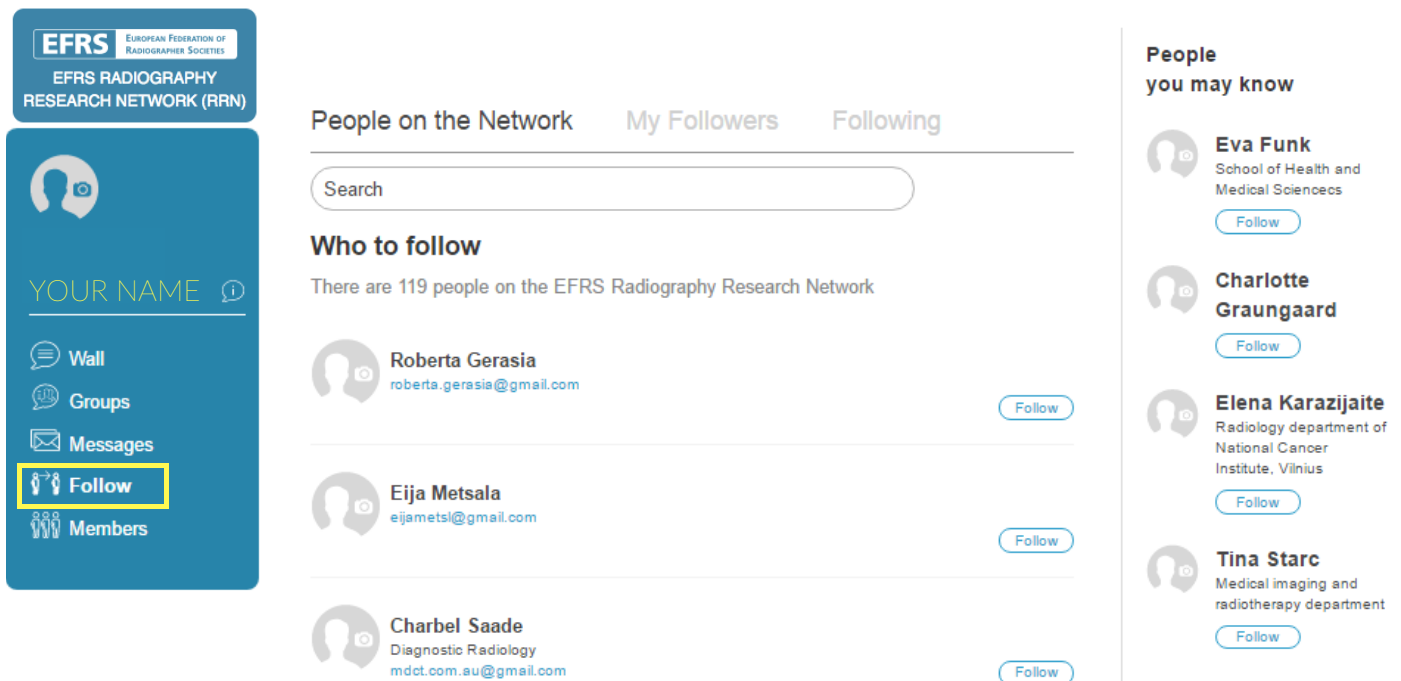 EFRS EUROPEAN FEDERATION OF
RADIOGRAPHER SOCIETIES
EFRS RADIOGRAPHY
RESEARCH NETWORK (RRN)
YOUR NAME
Wall
Groups
Messages
Follow
Members
People on the Network My Followers Following
Search
Who to follow
There are 119 people on the EFRS Radiography Research Network
Roberta Gerasia
roberta.gerasia@gmail.com
Follow
Eija Metsala
eijametsl@gmail.com
Follow
Charbel Saade
Diagnostic Radiology
mdct.com.au@gmail.com
Follow
People
you may know
Eva Funk
School of Health and
Medical Sciencecs
Follow
Charlotte
Graungaard
Follow
Elena Karazijaite
Radiology department of
National Cancer
Institute, Vilnius
Follow
Tina Starc
Medical imaging and
radiotherapy department
Follow